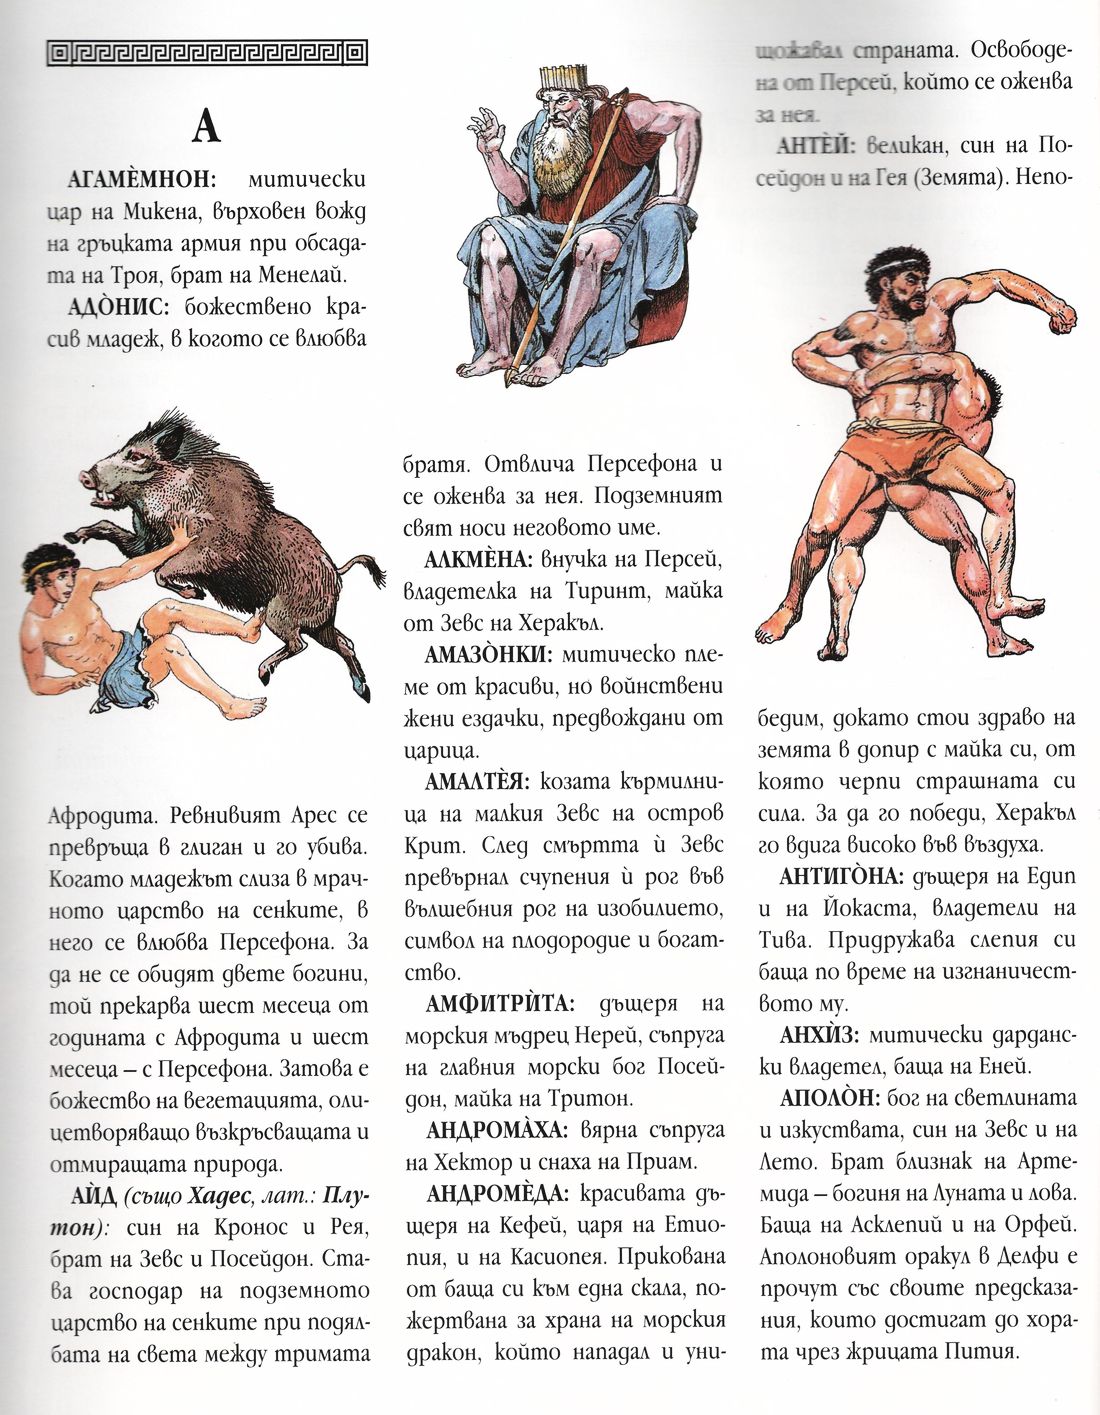 А
АГАМЀМНОН: митически
цар на Микена, върховен вожд
на гръцката армия при обсада-
та на Троя, брат на Менелай.
АДО̀НИС: божествено кра-
сив младеж, в когото се влюбва
Афродита. Ревнивият Арес се
превръща в глиган и го убива.
Когато младежът слиза в мрач-
ното царство на сенките, в
него се влюбва Персефона. За
да не се обидят двете богини,
той прекарва шест месеца от
годината с Афродита и шест
месеца – с Персефона. Затова е
божество на вегетацията, оли-
цетворяващо възкръсващата и
отмиращата природа.
АЍД (също Хадес, лат.: Плу-
тон): син на Кронос и Рея,
брат на Зевс и Посейдон. Ста-
ва господар на подземното
царство на сенките при подял-
бата на света между тримата
братя. Отвлича Персефона и
се оженва за нея. Подземният
свят носи неговото име.
АЛКМЀНА: внучка на Персей,
владетелка на Тиринт, майка
от Зевс на Херакъл.
АМАЗО̀НКИ: митическо пле-
ме от красиви, но войнствени
жени ездачки, предвождани от
царица.
АМАЛТЀЯ: козата кърмилни-
ца на малкия Зевс на остров
Крит. След смъртта ѝ Зевс
превърнал счупения ѝ рог във
вълшебния рог на изобилието,
символ на плодородие и богат-
ство.
АМФИТРЍТА: дъщеря на
морския мъдрец Нерей, съпруга
на главния морски бог Посей-
дон, майка на Тритон.
АНДРОМА̀ХА: вярна съпруга
на Хектор и снаха на Приам.
АНДРОМЀДА: красивата дъ-
щеря на Кефей, царя на Етио-
пия, и на Касиопея. Прикована
от баща си към една скала, по-
жертвана за храна на морския
дракон, който нападал и уни-
щожавал страната. Освободе-
на от Персей, който се оженва
за нея.
АНТЀЙ: великан, син на По-
сейдон и на Гея (Земята). Непо-
бедим, докато стои здраво на
земята в допир с майка си, от
която черпи страшната си
сила. За да го победи, Херакъл
го вдига високо във въздуха.
АНТИГО̀НА: дъщеря на Едип
и на Йокаста, владетели на
Тива. Придружава слепия си
баща по време на изгнаничест-
вото му.
АНХЍЗ: митически дарданс-
ки владетел, баща на Еней.
АПОЛО̀Н: бог на светлината
и изкуствата, син на Зевс и на
Лето. Брат близнак на Арте-
мида – богиня на Луната и лова.
Баща на Асклепий и на Орфей.
Аполоновият оракул в Делфи е
прочут със своите предсказа-
ния, които достигат до хора-
та чрез жрицата Пития.